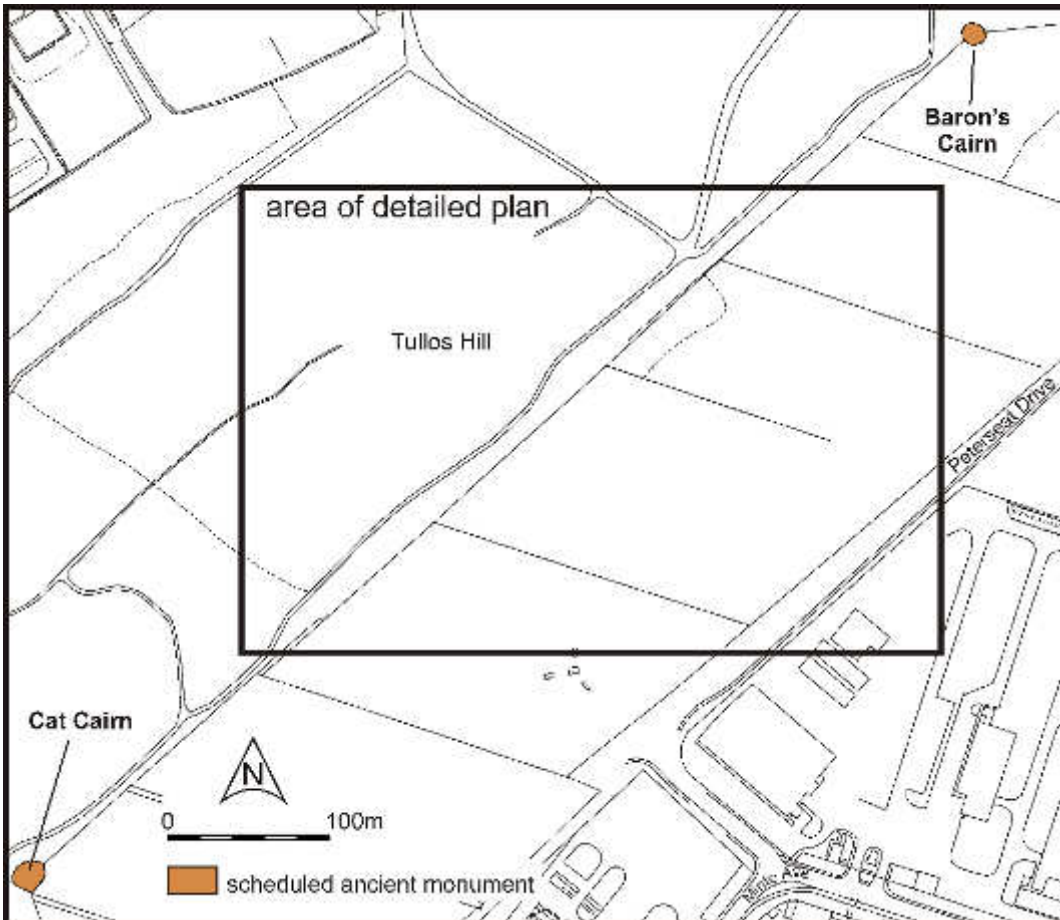 Baron's
Cairn
area of detailed plan
Tullos Hill
Peterseat Drive
Cat Cairn
N
0 100m
scheduled ancient monument